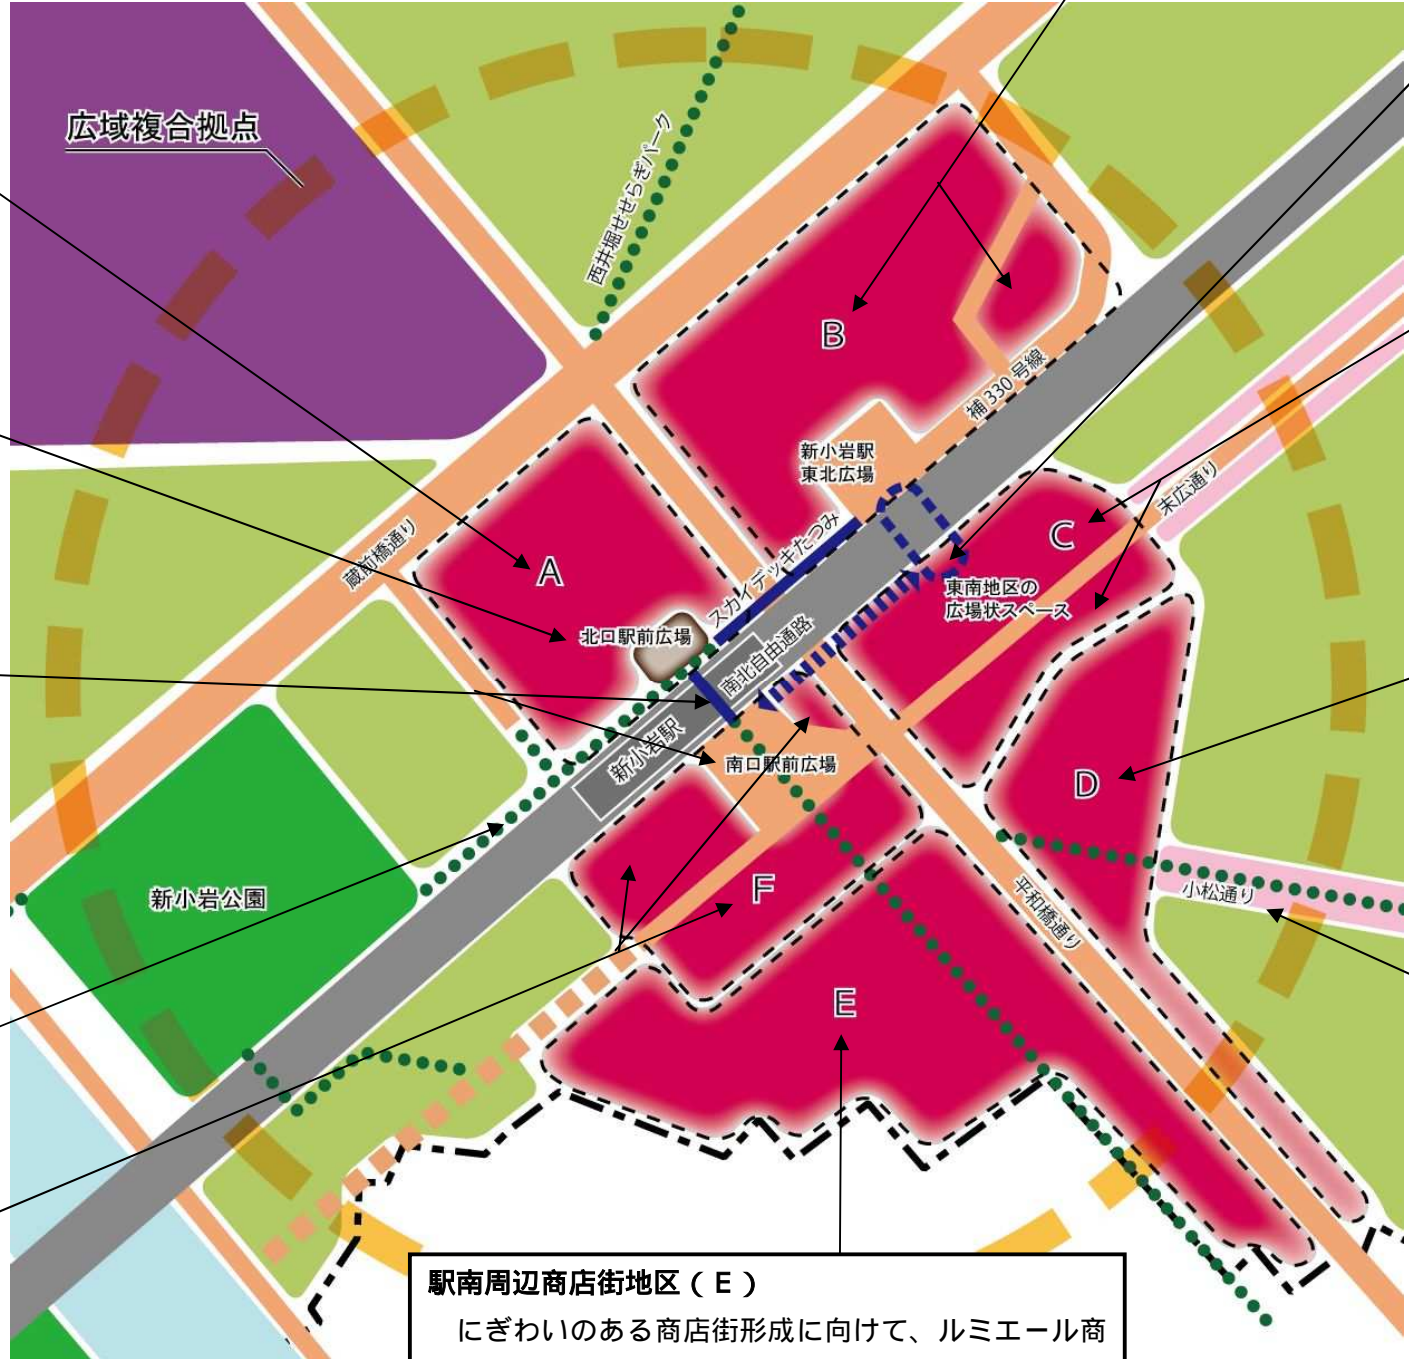 広域複合拠点
西井堀せせらぎパーク
B
補330号線
新小岩駅
東北広場
蔵前橋通り
A
スカイデッキたつみ
C
末広通り
東南地区の
広場状スペース
北口駅前広場
南北自由通路
新小岩駅
南口駅前広場
D
新小岩公園
F
小松通り
平和橋通り
E
駅南周辺商店街地区(E)
にぎわいのある商店街形成に向けて、ルミエール商